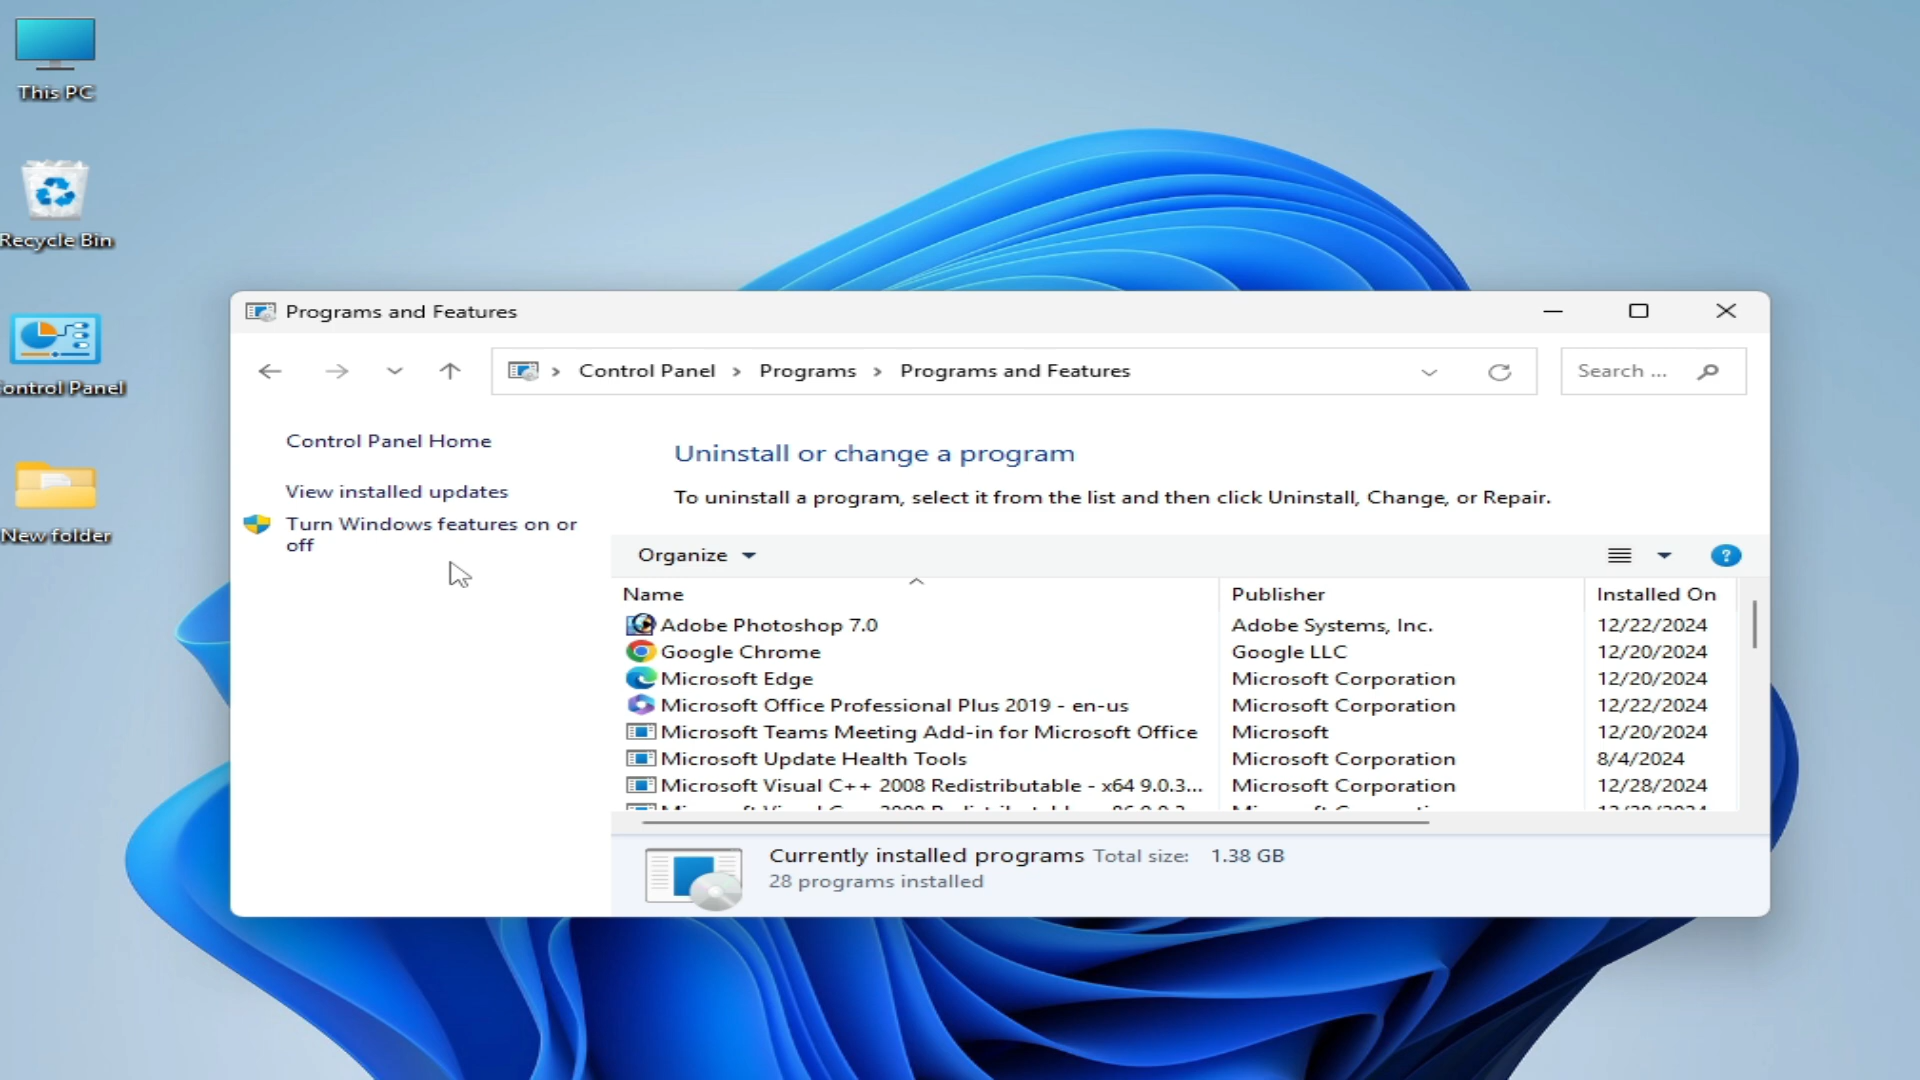 This PC
Recycle Bin
ontrol Panel
New folder
Programs and Features
Control Panel > Programs > Programs and Features
Search ...
Control Panel Home
View installed updates
Turn Windows features on or
off
Uninstall or change a program
To uninstall a program, select it from the list and then click Uninstall, Change, or Repair.
Organize
?
Name Publisher Installed On
Adobe Photoshop 7.0 Adobe Systems, Inc. 12/22/2024
Google Chrome Google LLC 12/20/2024
Microsoft Edge Microsoft Corporation 12/20/2024
Microsoft Office Professional Plus 2019 - en-us Microsoft Corporation 12/22/2024
Microsoft Teams Meeting Add-in for Microsoft Office Microsoft 12/20/2024
Microsoft Update Health Tools Microsoft Corporation 8/4/2024
Microsoft Visual C++ 2008 Redistributable - x64 9.0.3... Microsoft Corporation 12/28/2024
Currently installed programs Total size: 1.38 GB
28 programs installed